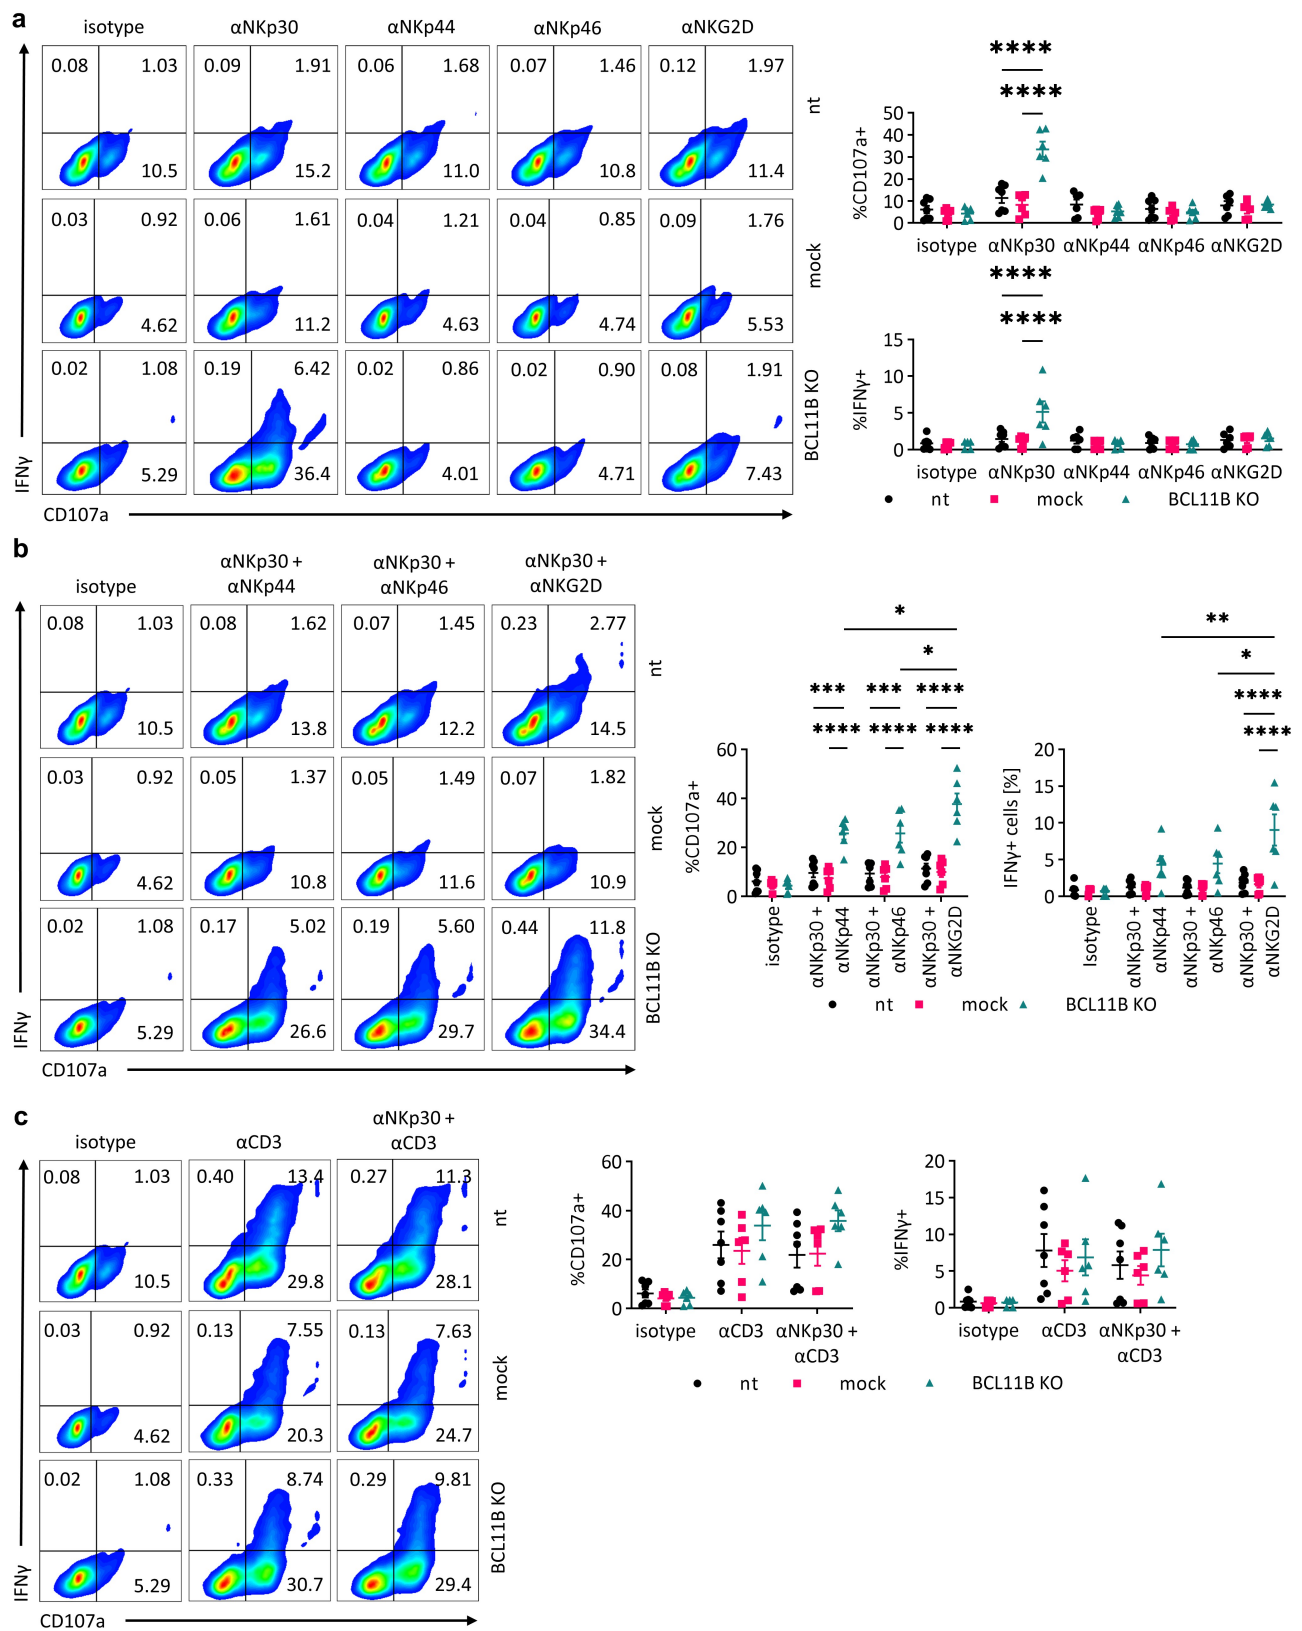 a
isotype αNKp30 αNKp44 αNKp46 αNKG2D
0.08 1.03 0.09 1.91 0.06 1.68 0.07 1.46 0.12 1.97
nt
10.5 15.2 11.0 10.8 11.4
0.03 0.92 0.06 1.61 0.04 1.21 0.04 0.85 0.09 1.76
mock
4.62 11.2 4.63 4.74 5.53
0.02 1.08 0.19 6.42 0.02 0.86 0.02 0.90 0.08 1.91
BCL11B KO
5.29 36.4 4.01 4.71 7.43
IFNγ
CD107a
****
****
%CD107a+
50
40
30
20
10
0
isotype αNKp30 αNKp44 αNKp46 αNKG2D
****
****
%IFNγ+
15
10
5
0
isotype αNKp30 αNKp44 αNKp46 αNKG2D
nt mock BCL11B KO
b
isotype αNKp30 + αNKp44 αNKp30 + αNKp46 αNKp30 + αNKG2D
0.08 1.03 0.08 1.62 0.07 1.45 0.23 2.77
nt
10.5 13.8 12.2 14.5
0.03 0.92 0.05 1.37 0.05 1.49 0.07 1.82
mock
4.62 10.8 11.6 10.9
0.02 1.08 0.17 5.02 0.19 5.60 0.44 11.8
BCL11B KO
5.29 26.6 29.7 34.4
IFNγ
CD107a
*
*
*** *** ****
**** **** ****
%CD107a+
60
40
20
0
isotype αNKp30 + αNKp44 αNKp30 + αNKp46 αNKp30 + αNKG2D
**
*
****
****
IFNγ+ cells [%]
20
15
10
5
0
Isotype αNKp30 + αNKp44 αNKp30 + αNKp46 αNKp30 + αNKG2D
nt mock BCL11B KO
c
isotype αCD3 αNKp30 + αCD3
0.08 1.03 0.40 13.4 0.27 11.3
nt
10.5 29.8 28.1
0.03 0.92 0.13 7.55 0.13 7.63
mock
4.62 20.3 24.7
0.02 1.08 0.33 8.74 0.29 9.81
BCL11B KO
5.29 30.7 29.4
IFNγ
CD107a
%CD107a+
60
40
20
0
isotype αCD3 αNKp30 + αCD3
%IFNγ+
20
15
10
5
0
isotype αCD3 αNKp30 + αCD3
nt mock BCL11B KO